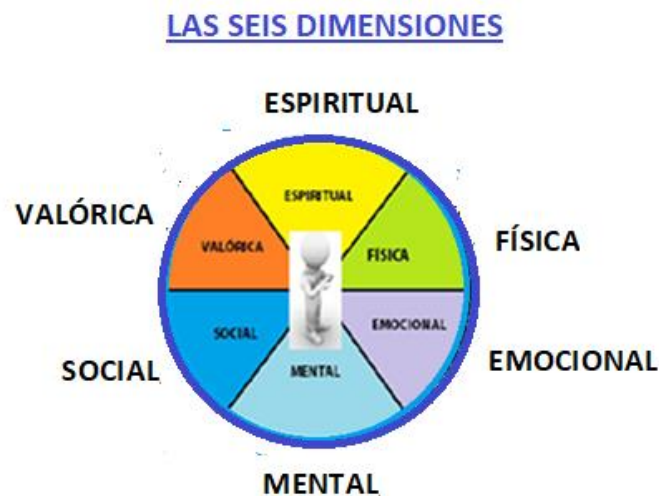 LAS SEIS DIMENSIONES
ESPIRITUAL
ESPIRITUAL
VALÓRICA
VALÓRICA
FÍSICA
FÍSICA
SOCIAL
EMOCIONAL
SOCIAL
EMOCIONAL
MENTAL
MENTAL